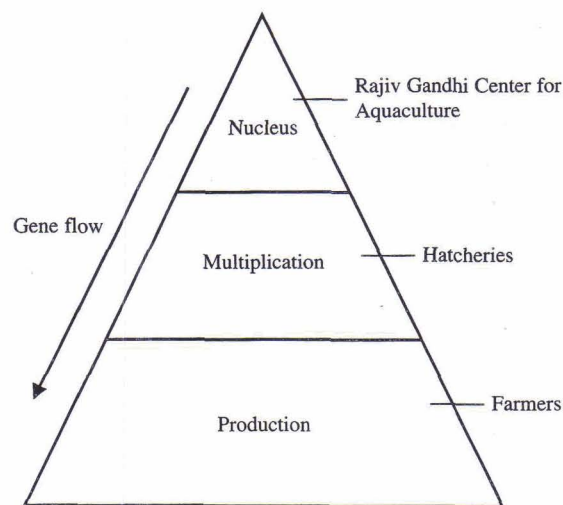 Rajiv Gandhi Center for
Aquaculture
Nucleus
Gene flow
Multiplication
Hatcheries
Farmers
Production